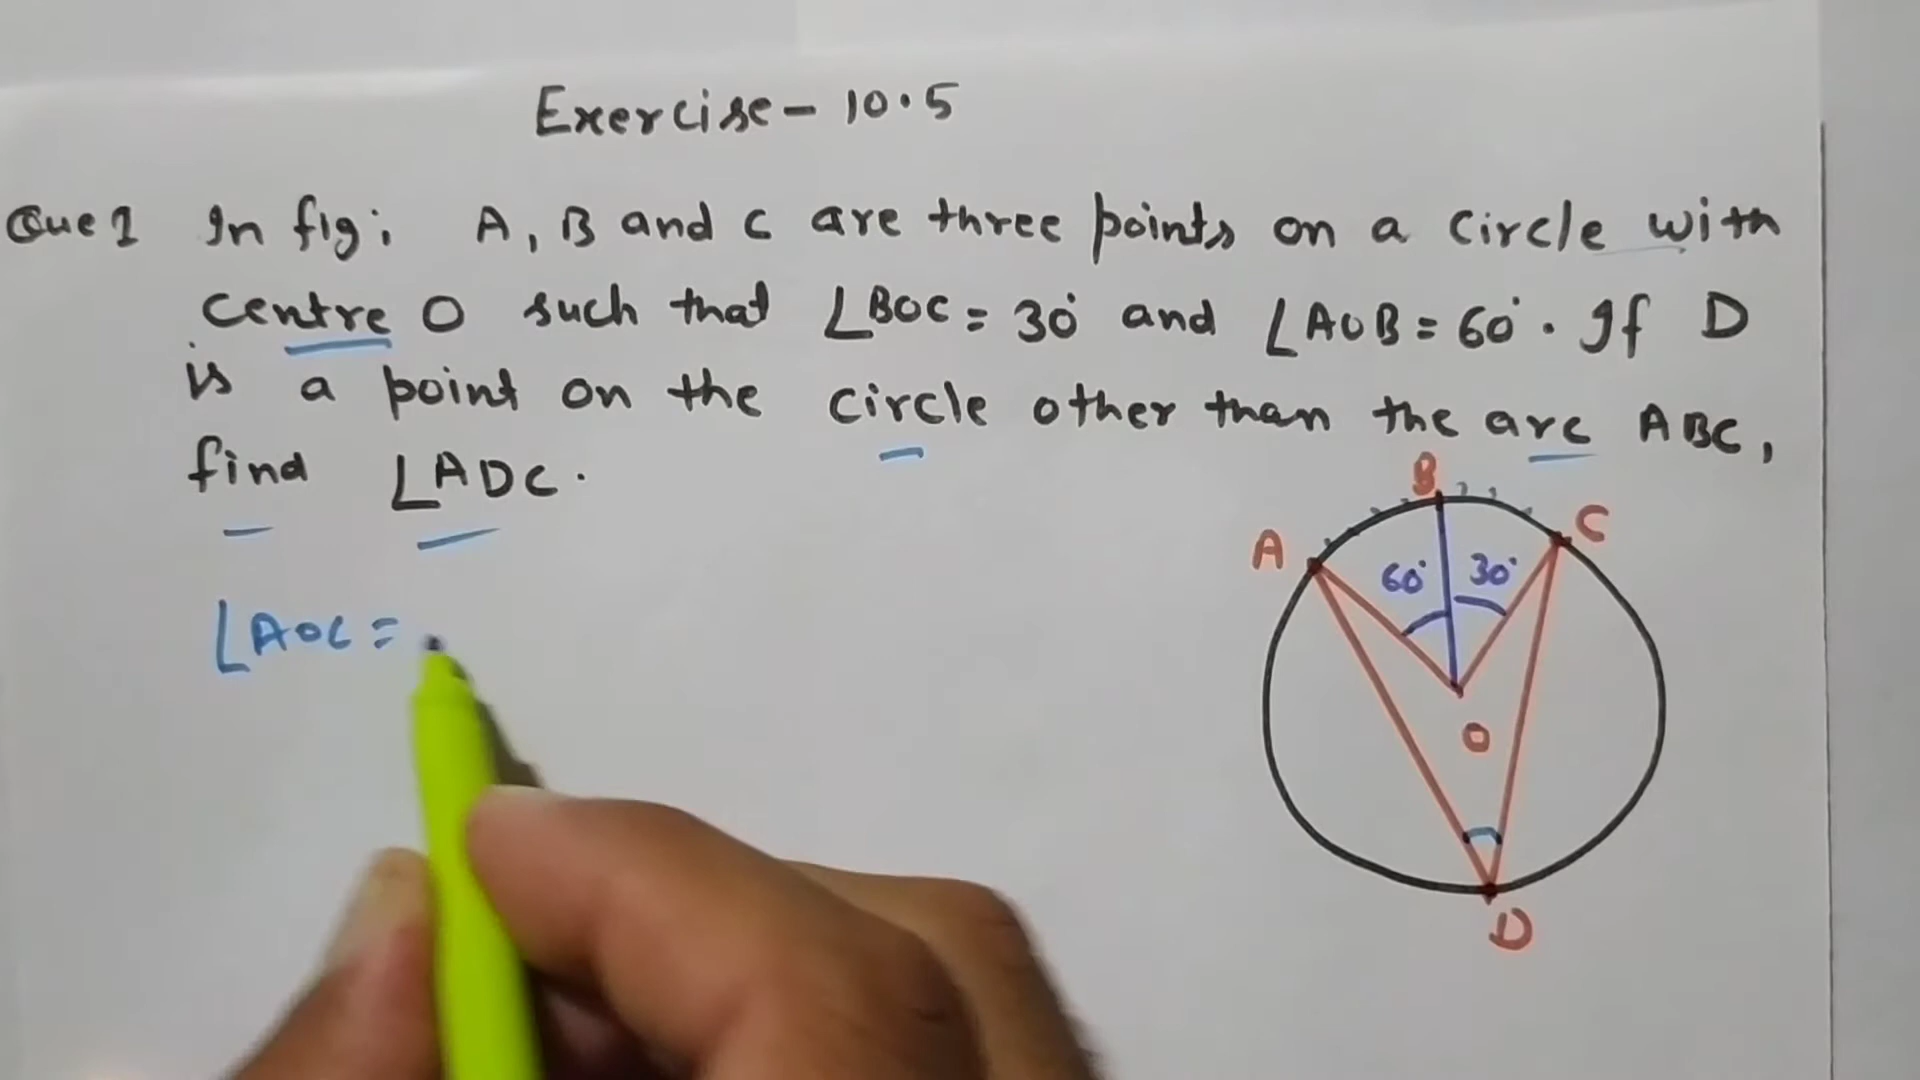 Exercise - 10.5
Que 1 In fig: A, B and C are three points on a circle with
centre O such that ∠BOC = 30° and ∠AOB = 60°. If D
is a point on the circle other than the arc ABC,
find ∠ADC.
B
C
A
60° 30°
∠AOC =
O
D